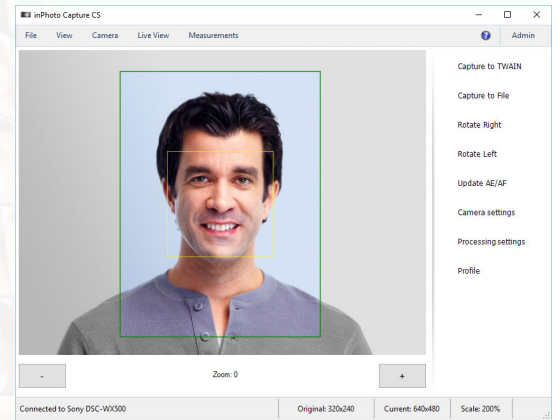 inPhoto Capture CS
File View Camera Live View Measurements ? Admin
Capture to TWAIN
Capture to File
Rotate Right
Rotate Left
Update AE/AF
Camera settings
Processing settings
Profile
- Zoom: 0 +
Connected to Sony DSC-WX500 Original: 320x240 Current: 640x480 Scale: 200%